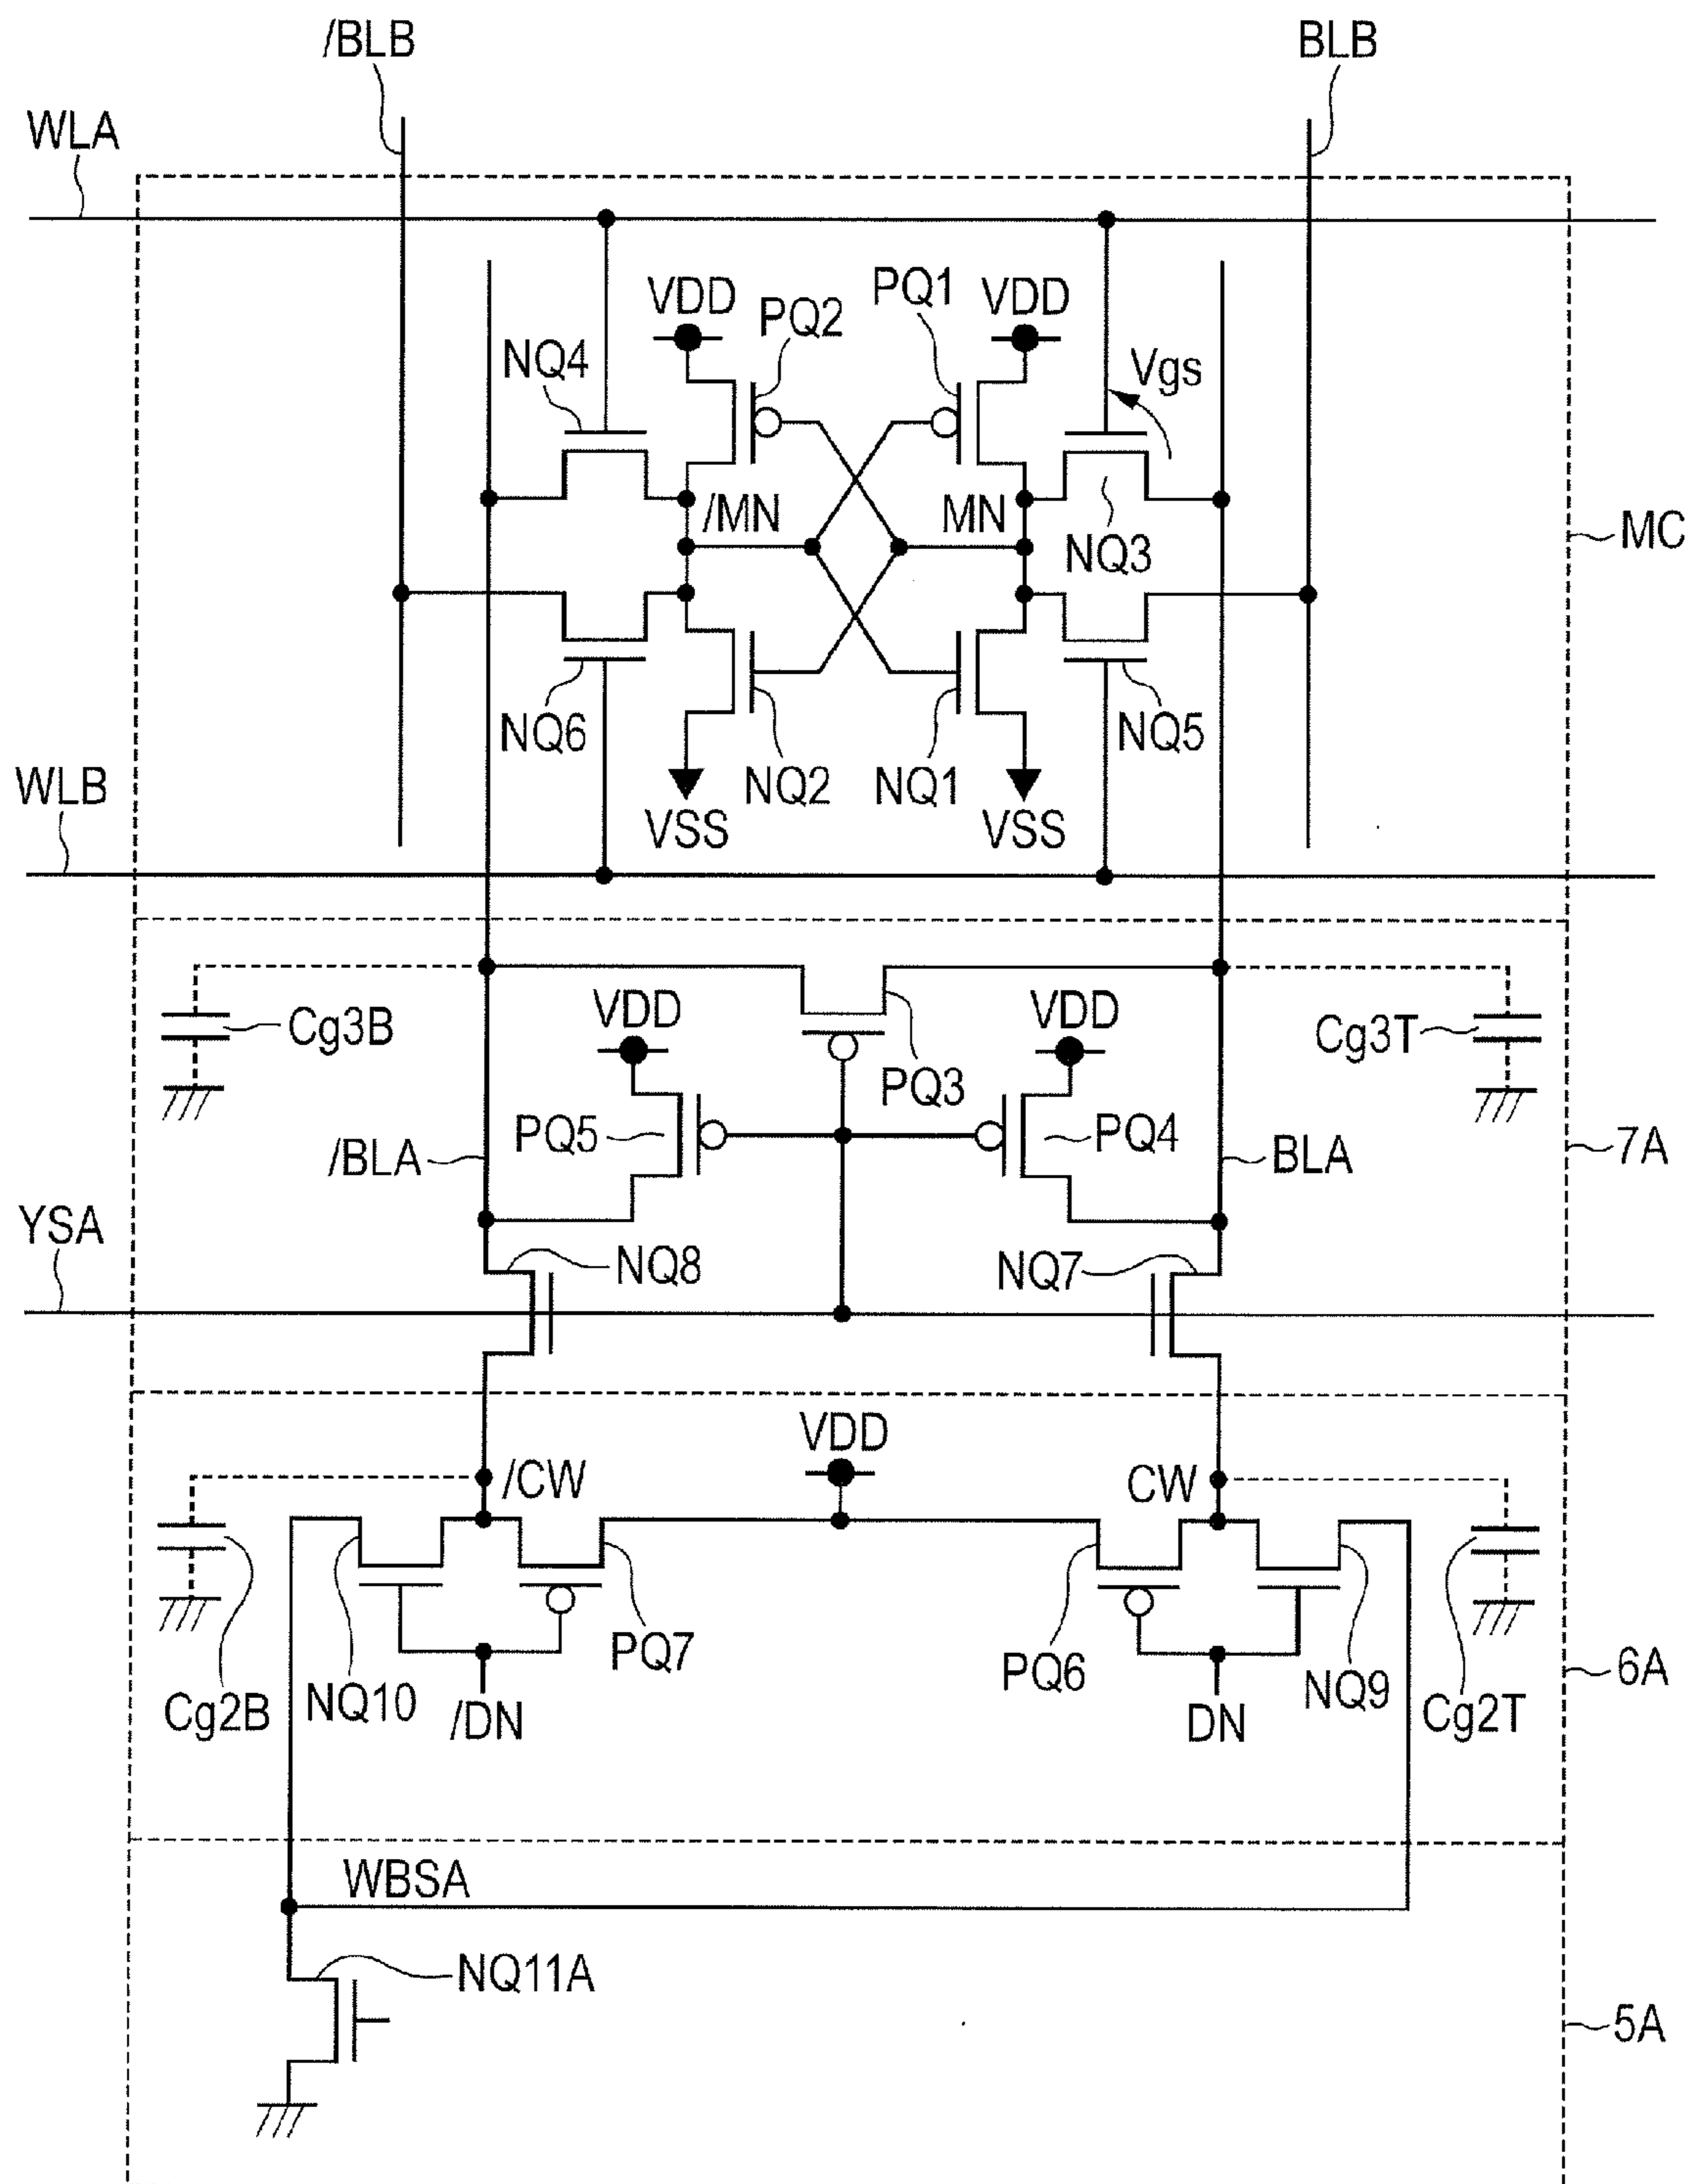 /BLB
BLB
WLA
VDD
PQ2
PQ1
VDD
NQ4
Vgs
/MN
MN
NQ3
MC
NQ6
NQ5
NQ2
NQ1
WLB
VSS
VSS
Cg3B
VDD
VDD
Cg3T
PQ3
PQ5
PQ4
/BLA
BLA
7A
YSA
NQ8
NQ7
VDD
/CW
CW
PQ7
PQ6
NQ10
NQ9
Cg2B
/DN
DN
Cg2T
6A
WBSA
NQ11A
5A